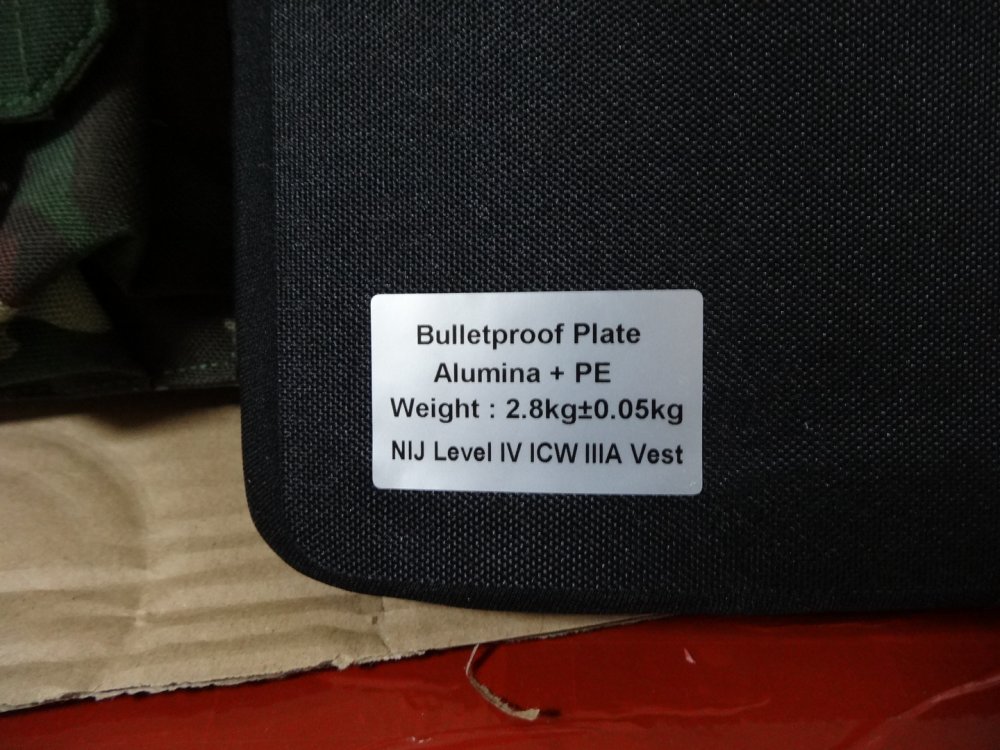 Bulletproof Plate
Alumina + PE
Weight : 2.8kg±0.05kg
NIJ Level IV ICW IIIA Vest